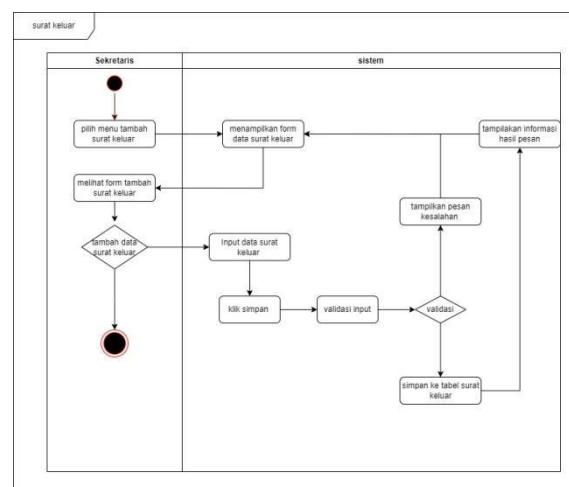 surat keluar
Sekretaris
sistem
pilih menu tambah
surat keluar
menampilkan form
data surat keluar
tampilakan informasi
hasil pesan
melihat form tambah
surat keluar
tampilkan pesan
kesalahan
tambah data
surat keluar
Input data surat
keluar
klik simpan
validasi input
validasi
simpan ke tabel surat
keluar